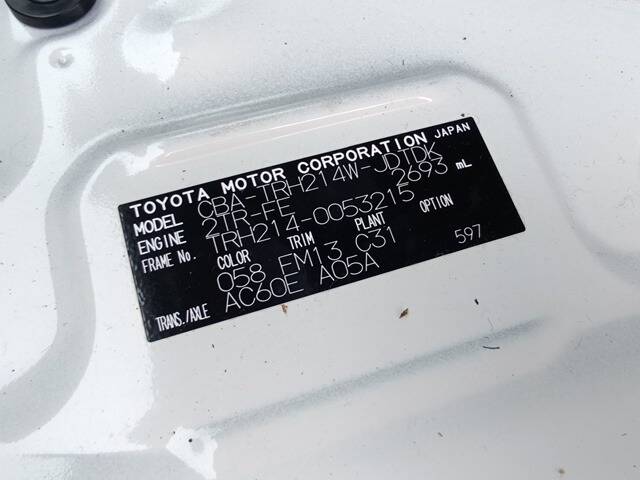 TOYOTA MOTOR CORPORATION JAPAN
MODEL CBA-TRH214W-JDTDK
ENGINE 2TR-FE 2693 mL
FRAME No. TRH214-0053215
COLOR TRIM PLANT OPTION
058 FM13 C31 597
TRANS./AXLE AC60E A05A